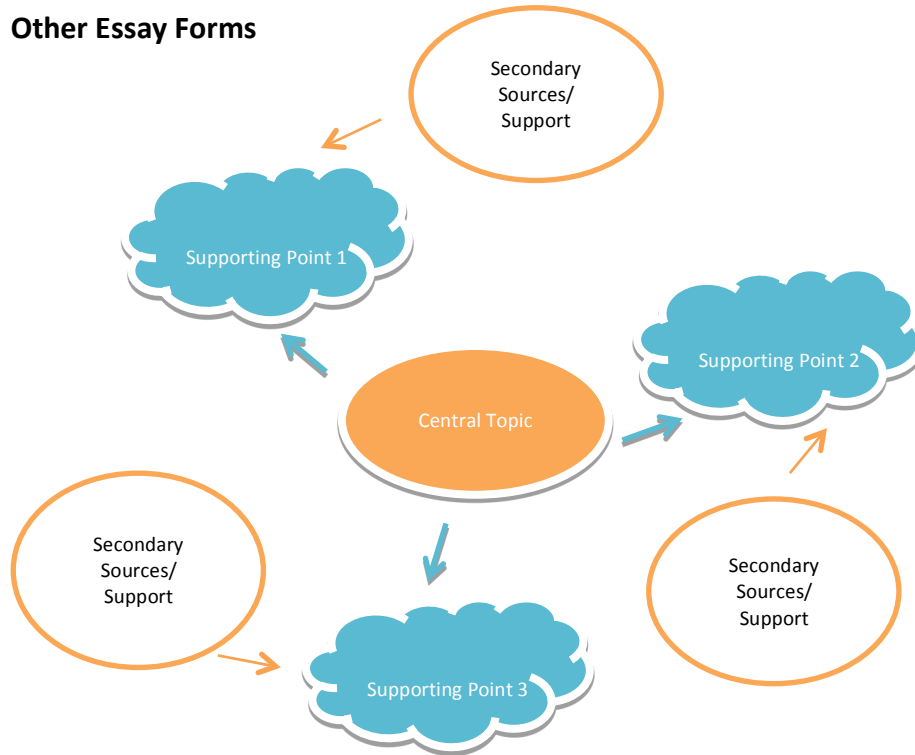 Other Essay Forms
Secondary
Sources/
Support
Supporting Point 1
Supporting Point 2
Central Topic
Secondary
Sources/
Support
Secondary
Sources/
Support
Supporting Point 3